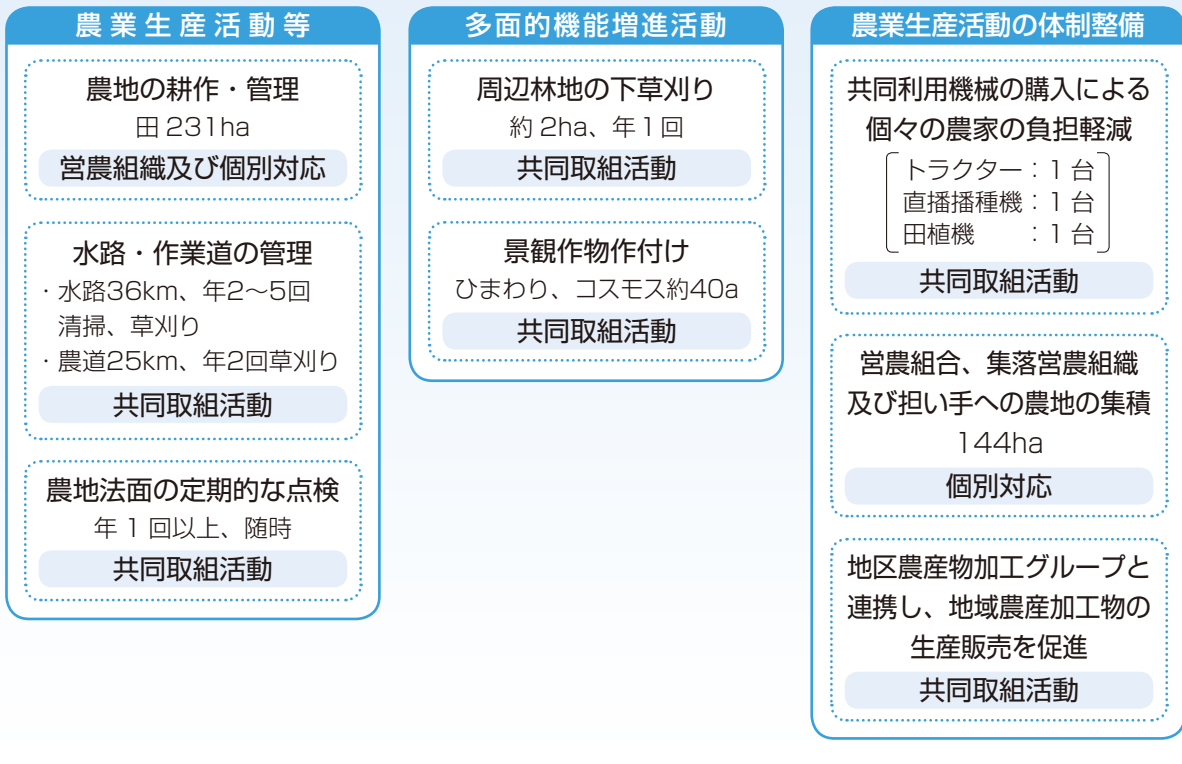 農業生産活動等
農地の耕作・管理
田 231ha
営農組織及び個別対応
水路・作業道の管理
・水路36km、年2〜5回
清掃、草刈り
・農道25km、年2回草刈り
共同取組活動
農地法面の定期的な点検
年 1 回以上、随時
共同取組活動
多面的機能増進活動
周辺林地の下草刈り
約 2ha、年1回
共同取組活動
景観作物作付け
ひまわり、コスモス約40a
共同取組活動
農業生産活動の体制整備
共同利用機械の購入による
個々の農家の負担軽減
トラクター：1 台
直播播種機：1 台
田植機　　：1 台
共同取組活動
営農組合、集落営農組織
及び担い手への農地の集積
144ha
個別対応
地区農産物加工グループと
連携し、地域農産加工物の
生産販売を促進
共同取組活動